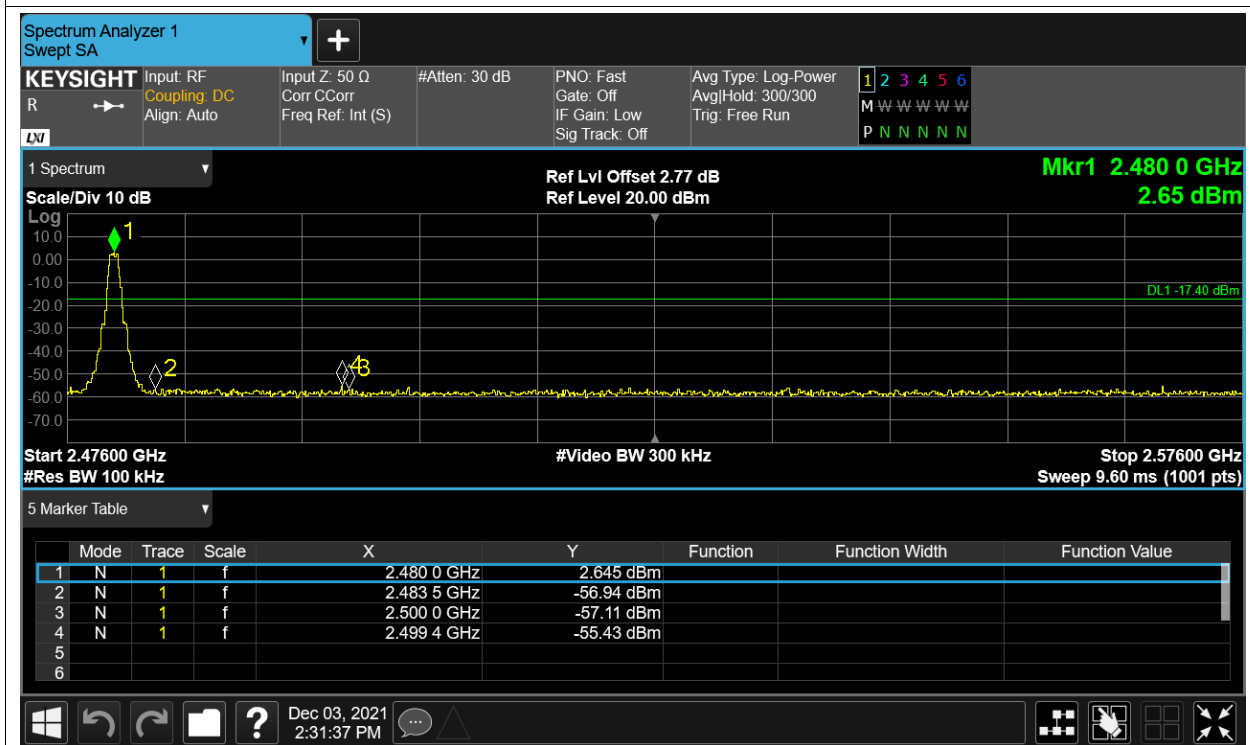 Spectrum Analyzer 1
Swept SA
+
KEYSIGHT
R
LXI
Input: RF
Coupling: DC
Align: Auto
Input Z: 50 Ω
Corr CCorr
Freq Ref: Int (S)
#Atten: 30 dB
PNO: Fast
Gate: Off
IF Gain: Low
Sig Track: Off
Avg Type: Log-Power
Avg|Hold: 300/300
Trig: Free Run
1 2 3 4 5 6
M W W W W W
P N N N N N
1 Spectrum
Scale/Div 10 dB
Ref Lvl Offset 2.77 dB
Ref Level 20.00 dBm
Mkr1 2.480 0 GHz
2.65 dBm
Log
10.0
0.00
-10.0
-20.0
-30.0
-40.0
-50.0
-60.0
-70.0
1
2
4 3
DL1 -17.40 dBm
Start 2.47600 GHz
#Res BW 100 kHz
#Video BW 300 kHz
Stop 2.57600 GHz
Sweep 9.60 ms (1001 pts)
5 Marker Table
Mode Trace Scale X Y Function Function Width Function Value
1 N 1 f 2.480 0 GHz 2.645 dBm
2 N 1 f 2.483 5 GHz -56.94 dBm
3 N 1 f 2.500 0 GHz -57.11 dBm
4 N 1 f 2.499 4 GHz -55.43 dBm
5
6
?
Dec 03, 2021
2:31:37 PM